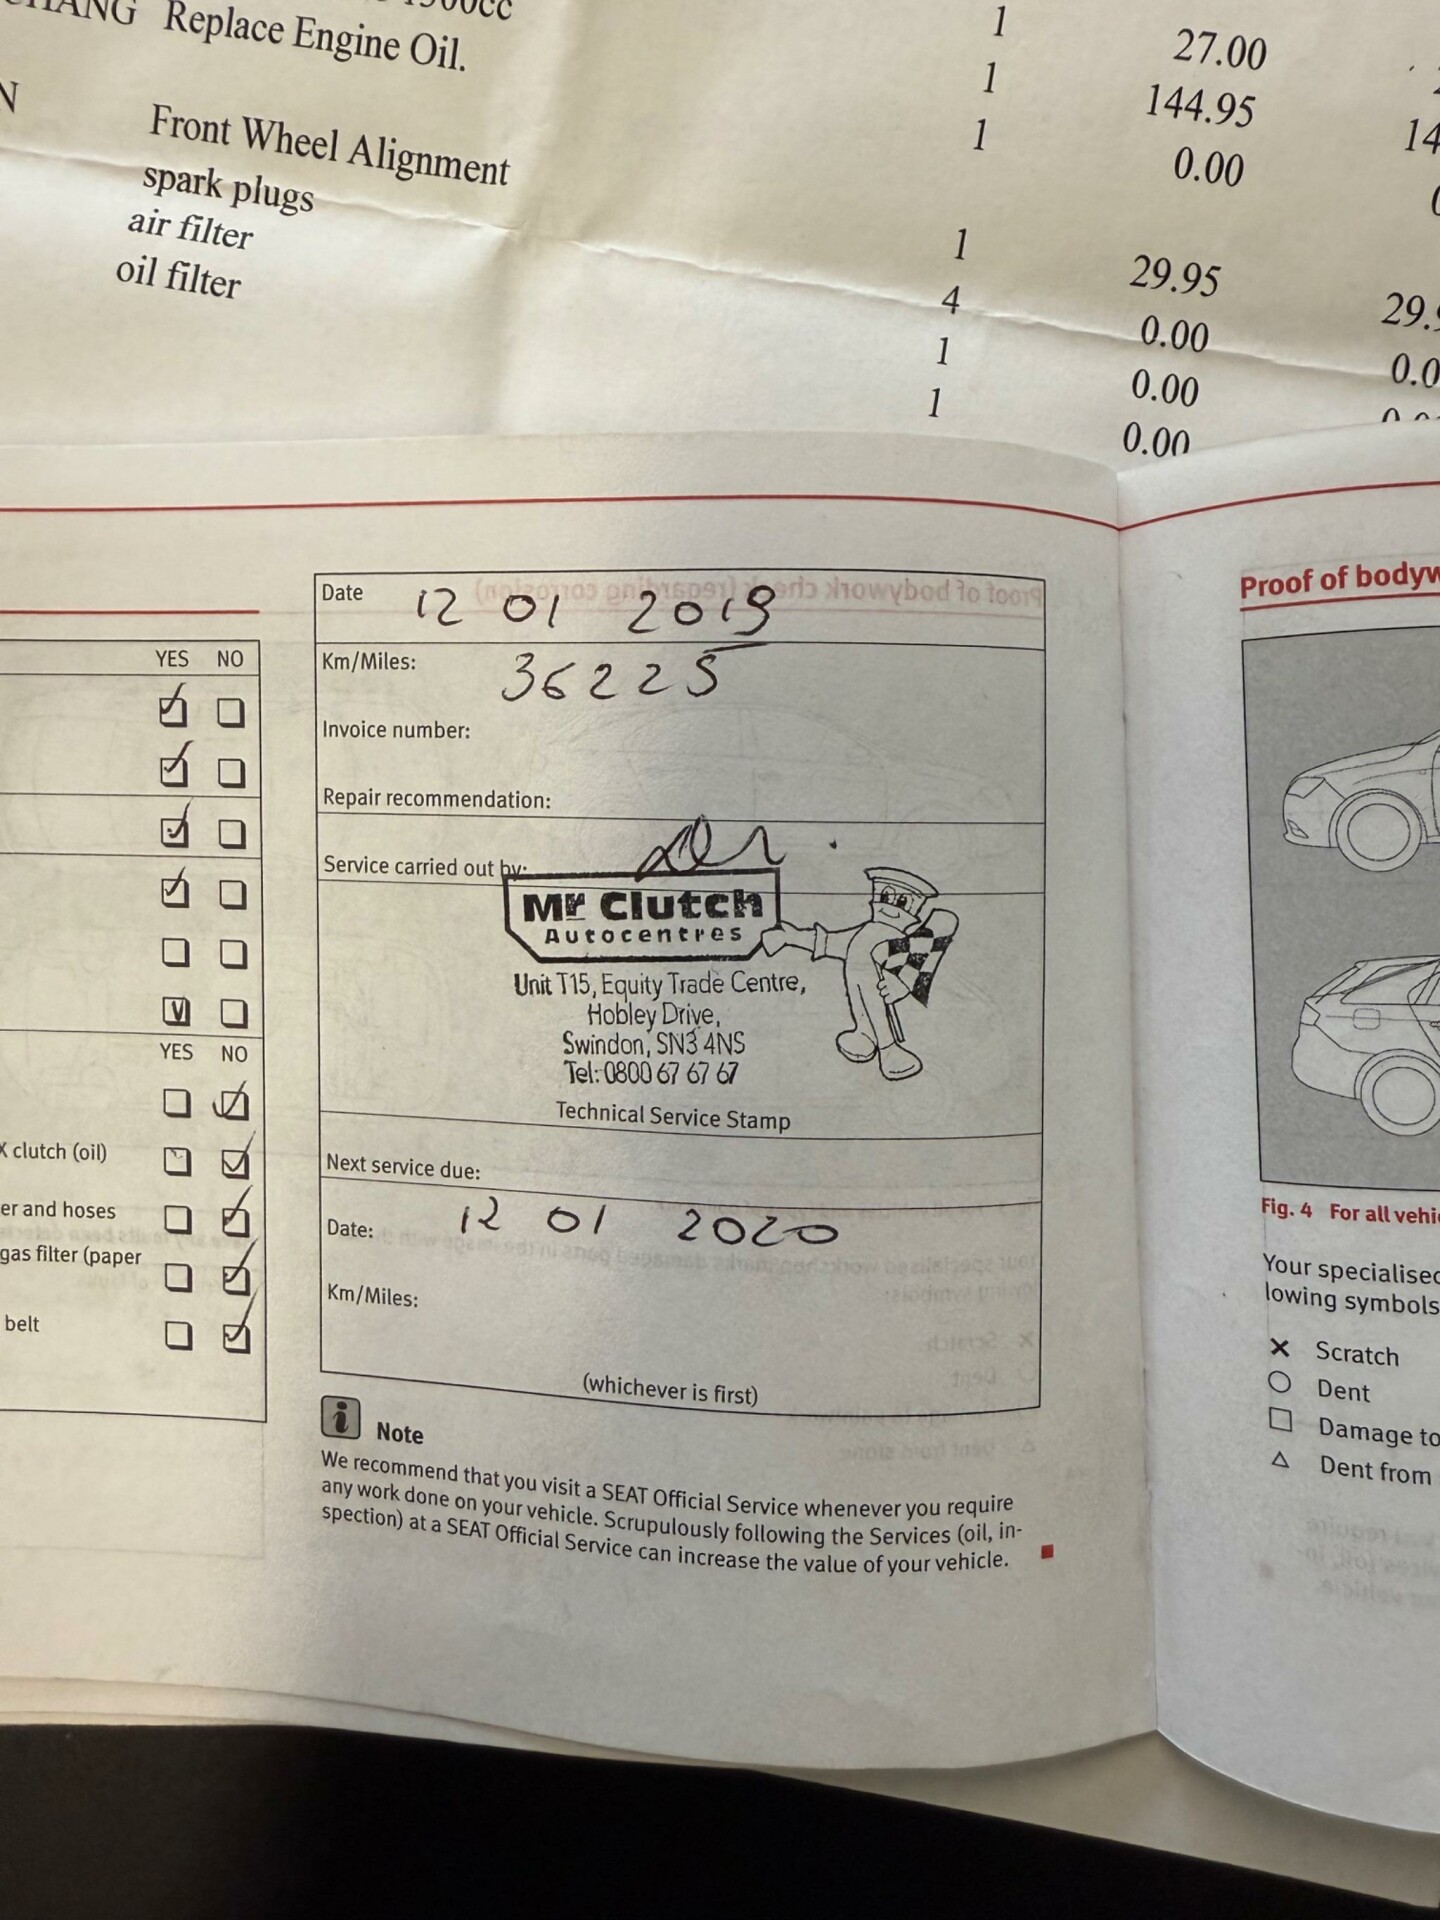 Replace Engine Oil.
Front Wheel Alignment
spark plugs
air filter
oil filter
1 27.00
1 144.95
1 0.00
1 29.95
4 0.00
1 0.00
1 0.00
YES NO
YES NO
clutch (oil)
er and hoses
gas filter (paper
belt
Date 12 01 2019
Km/Miles: 36225
Invoice number:
Repair recommendation:
Service carried out by:
Mr Clutch
Autocentres
Unit T15, Equity Trade Centre,
Hobley Drive,
Swindon, SN3 4NS
Tel: 0800 67 67 67
Technical Service Stamp
Next service due:
Date: 12 01 2020
Km/Miles:
(whichever is first)
i Note
We recommend that you visit a SEAT Official Service whenever you require
any work done on your vehicle. Scrupulously following the Services (oil, in-
spection) at a SEAT Official Service can increase the value of your vehicle.
Proof of bodyw
Fig. 4 For all vehi
Your specialised
lowing symbols
Scratch
Dent
Damage to
Dent from